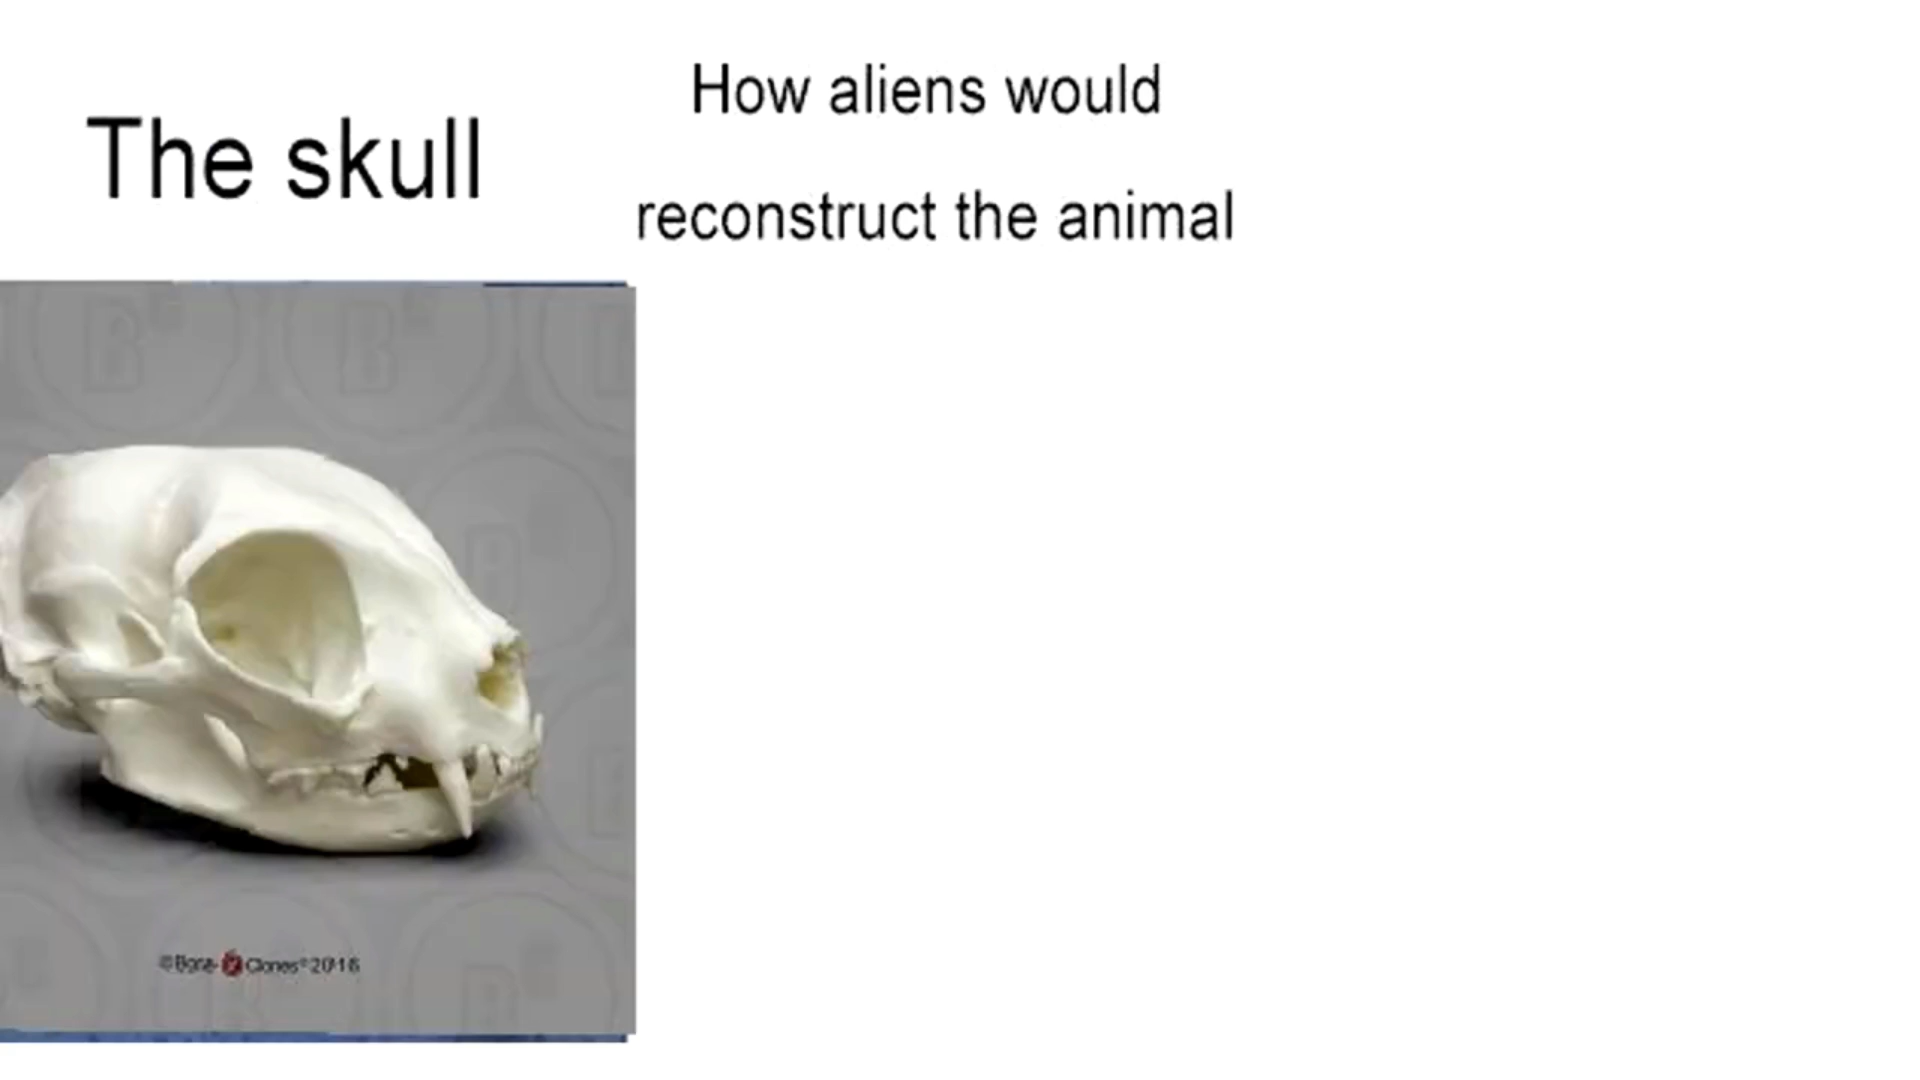 The skull
How aliens would
reconstruct the animal
©Bone Clones® 2016